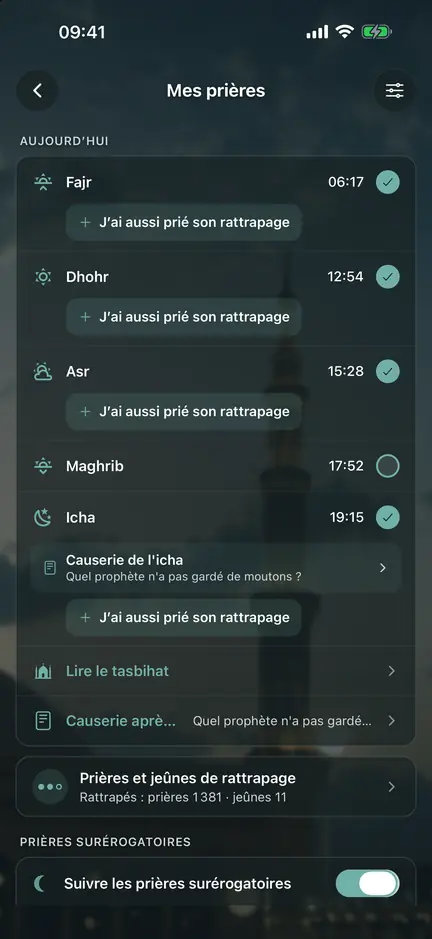 09:41
Mes prières
AUJOURD'HUI
Fajr 06:17
+ J'ai aussi prié son rattrapage
Dhohr 12:54
+ J'ai aussi prié son rattrapage
Asr 15:28
+ J'ai aussi prié son rattrapage
Maghrib 17:52
Icha 19:15
Causerie de l'icha
Quel prophète n'a pas gardé de moutons ?
+ J'ai aussi prié son rattrapage
Lire le tasbihat
Causerie aprè... Quel prophète n'a pas gardé...
Prières et jeûnes de rattrapage
Rattrapés : prières 1 381 · jeûnes 11
PRIÈRES SURÉROGATOIRES
Suivre les prières surérogatoires